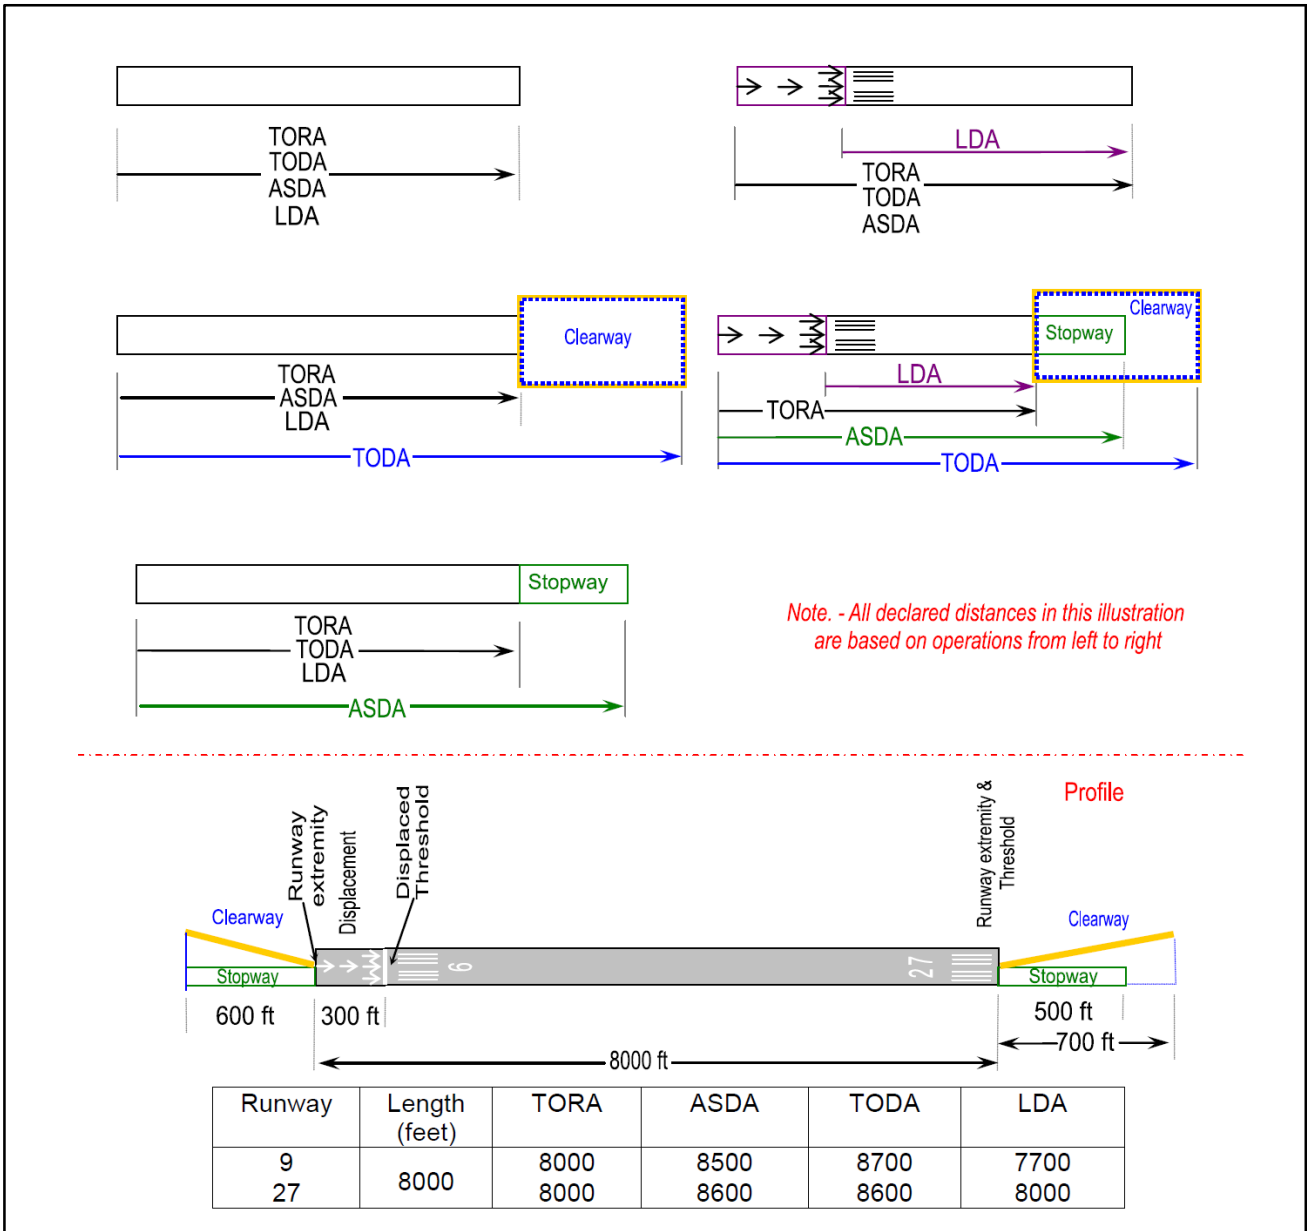 TORA
TODA
ASDA
LDA
LDA
TORA
TODA
ASDA
Clearway
TORA
ASDA
LDA
TODA
Clearway
Stopway
LDA
TORA
ASDA
TODA
Stopway
TORA
TODA
LDA
ASDA
Note. - All declared distances in this illustration
are based on operations from left to right
Profile
Runway
extremity
Displacement
Displaced
Threshold
Runway extremity &
Threshold
Clearway
Clearway
Stopway
9
27
Stopway
600 ft
300 ft
500 ft
700 ft
8000 ft
Runway Length (feet) TORA ASDA TODA LDA
9 8000 8000 8500 8700 7700
27 8000 8600 8600 8000